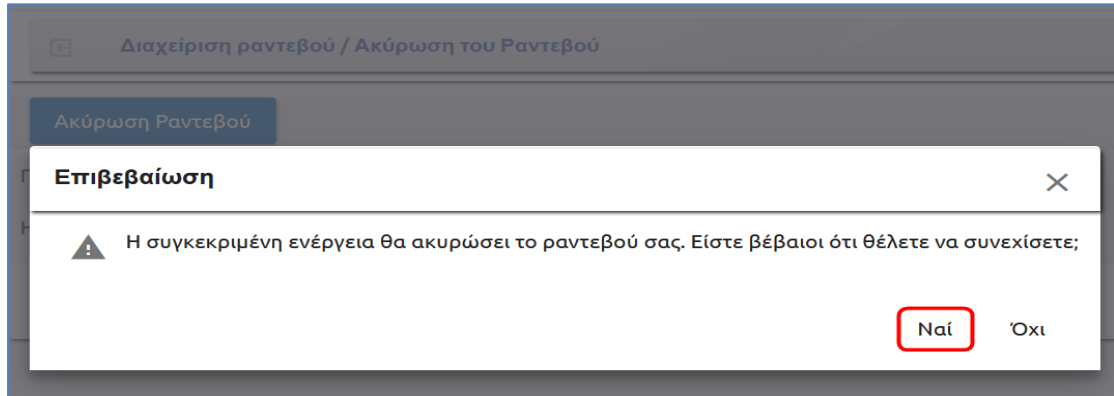 Διαχείριση ραντεβού / Ακύρωση του Ραντεβού
Ακύρωση Ραντεβού
Επιβεβαίωση
Η συγκεκριμένη ενέργεια θα ακυρώσει το ραντεβού σας. Είστε βέβαιοι ότι θέλετε να συνεχίσετε;
Ναί Όχι